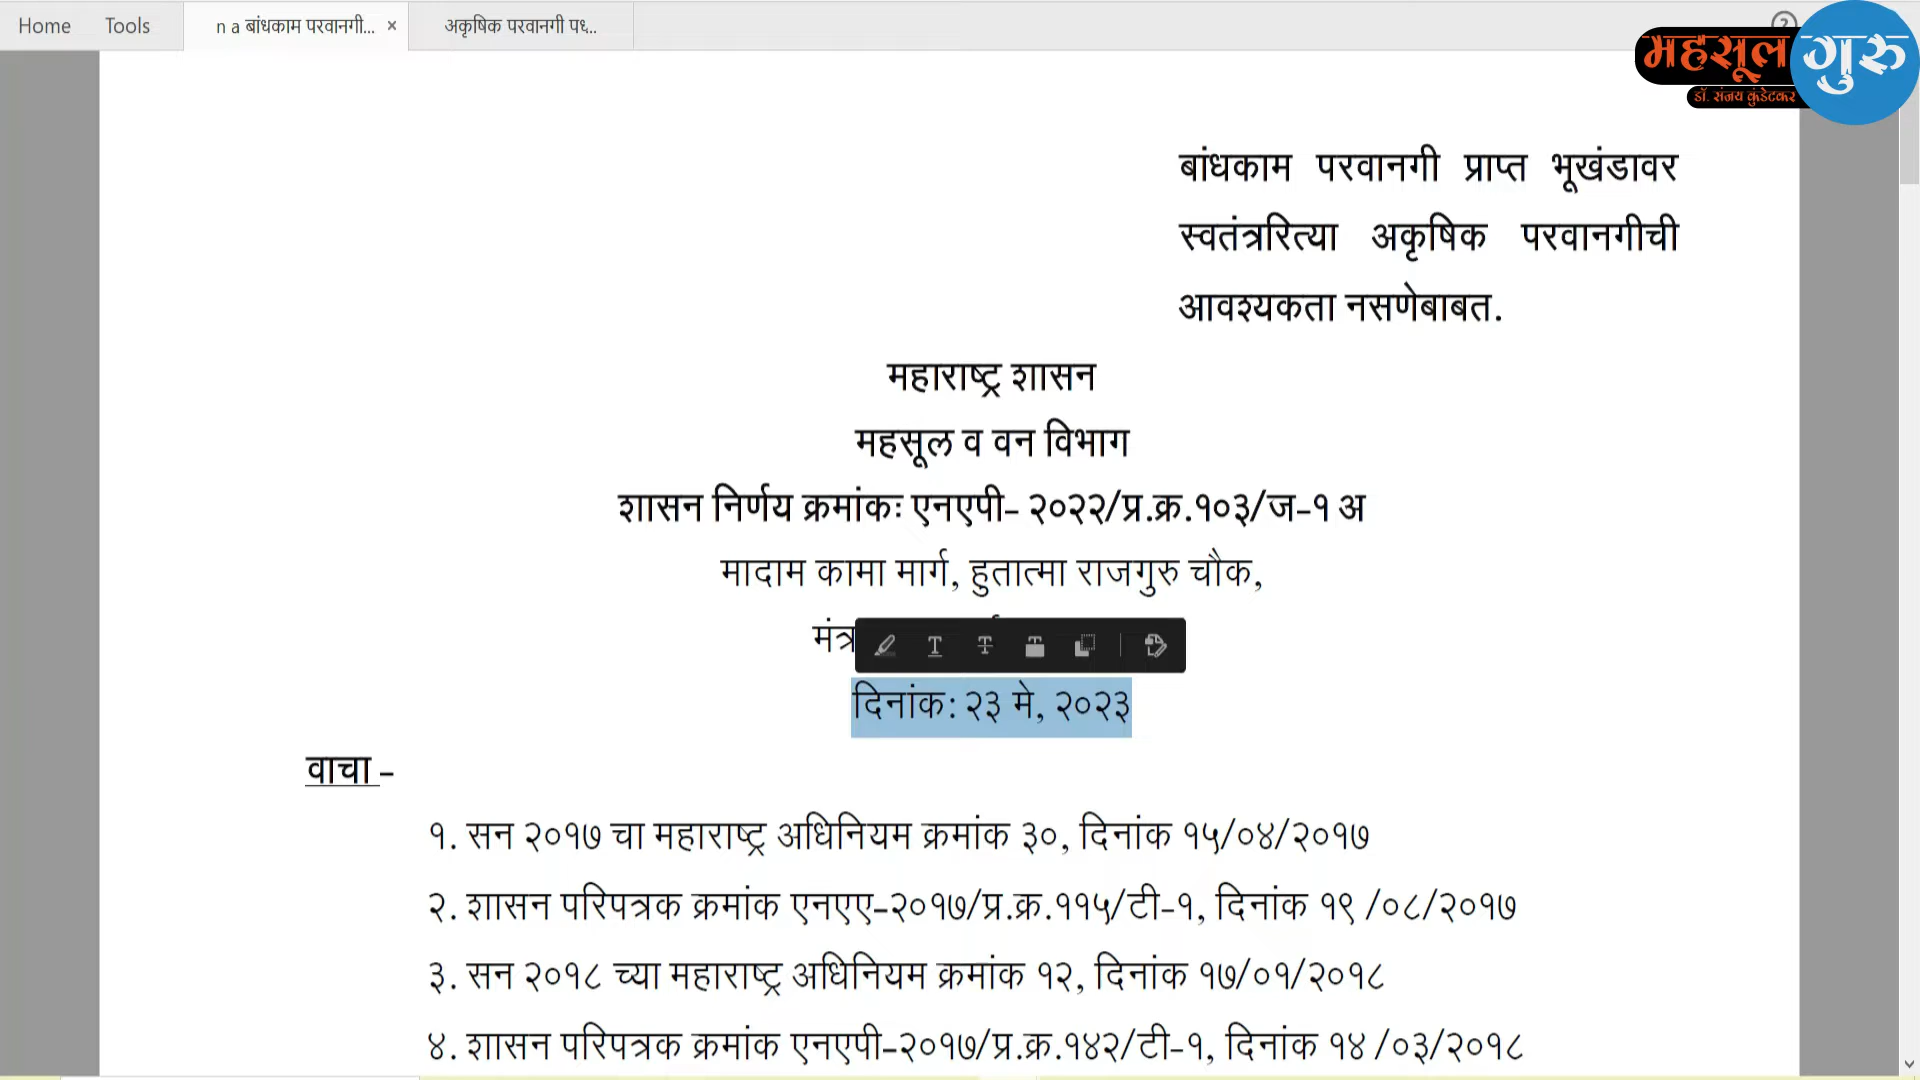 Home Tools n a बांधकाम परवानगी... × अकृषिक परवानगी पध..
महसूल गुरु
डॉ. संजय कुंडेटकर
बांधकाम परवानगी प्राप्त भूखंडावर
स्वतंत्ररित्या अकृषिक परवानगीची
आवश्यकता नसणेबाबत.
महाराष्ट्र शासन
महसूल व वन विभाग
शासन निर्णय क्रमांकः एनएपी- २०२२/प्र.क्र.१०३/ज-१ अ
मादाम कामा मार्ग, हुतात्मा राजगुरु चौक,
दिनांक: २३ मे, २०२३
वाचा -
१. सन २०१७ चा महाराष्ट्र अधिनियम क्रमांक ३०, दिनांक १५/०४/२०१७
२. शासन परिपत्रक क्रमांक एनएए-२०१७/प्र.क्र.११५/टी-१, दिनांक १९ /०८/२०१७
३. सन २०१८ च्या महाराष्ट्र अधिनियम क्रमांक १२, दिनांक १७/०१/२०१८
४. शासन परिपत्रक क्रमांक एनएपी-२०१७/प्र.क्र.१४२/टी-१, दिनांक १४ /०३/२०१८